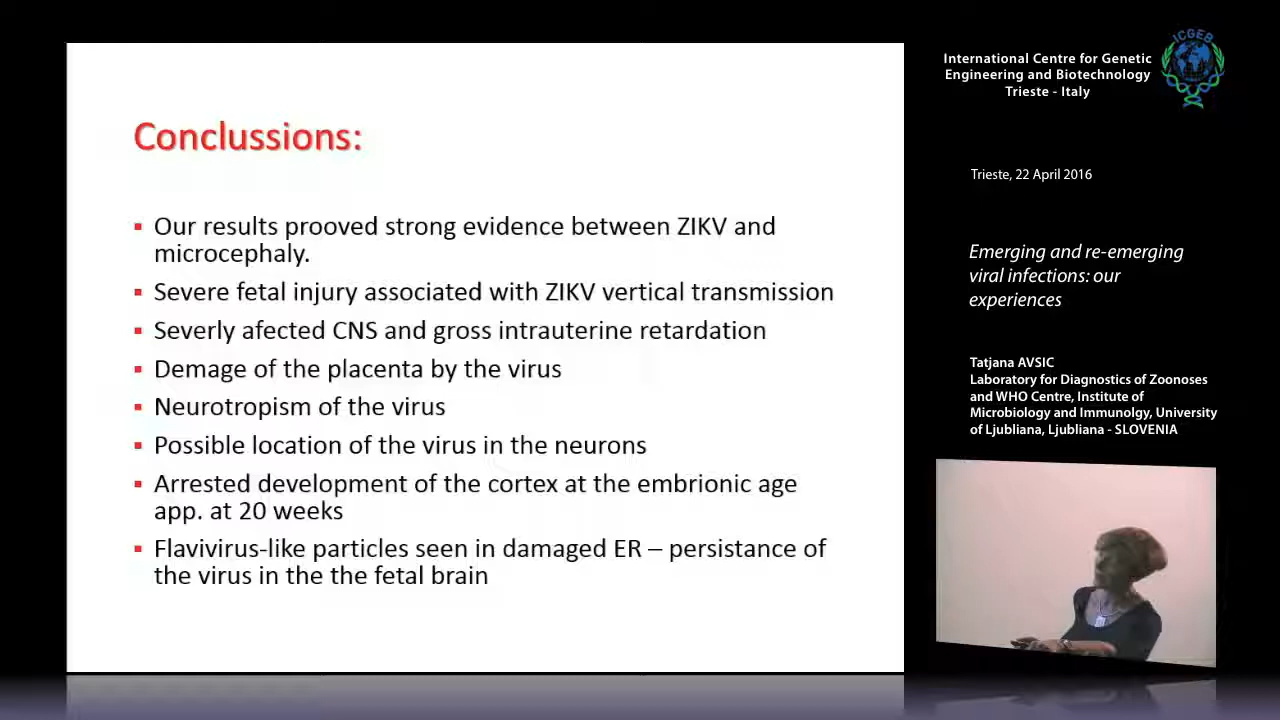 Conclussions:
▪ Our results prooved strong evidence between ZIKV and
microcephaly.
▪ Severe fetal injury associated with ZIKV vertical transmission
▪ Severly afected CNS and gross intrauterine retardation
▪ Demage of the placenta by the virus
▪ Neurotropism of the virus
▪ Possible location of the virus in the neurons
▪ Arrested development of the cortex at the embrionic age
app. at 20 weeks
▪ Flavivirus-like particles seen in damaged ER – persistance of
the virus in the the fetal brain
International Centre for Genetic
Engineering and Biotechnology
Trieste - Italy
ICGEB
Trieste, 22 April 2016
Emerging and re-emerging
viral infections: our
experiences
Tatjana AVSIC
Laboratory for Diagnostics of Zoonoses
and WHO Centre, Institute of
Microbiology and Immunolgy, University
of Ljubliana, Ljubliana - SLOVENIA